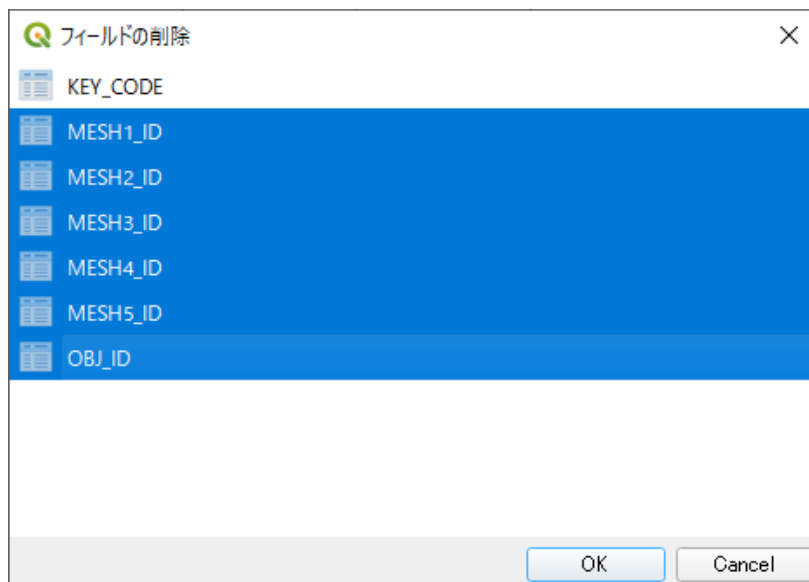 フィールドの削除
KEY_CODE
MESH1_ID
MESH2_ID
MESH3_ID
MESH4_ID
MESH5_ID
OBJ_ID
OK
Cancel